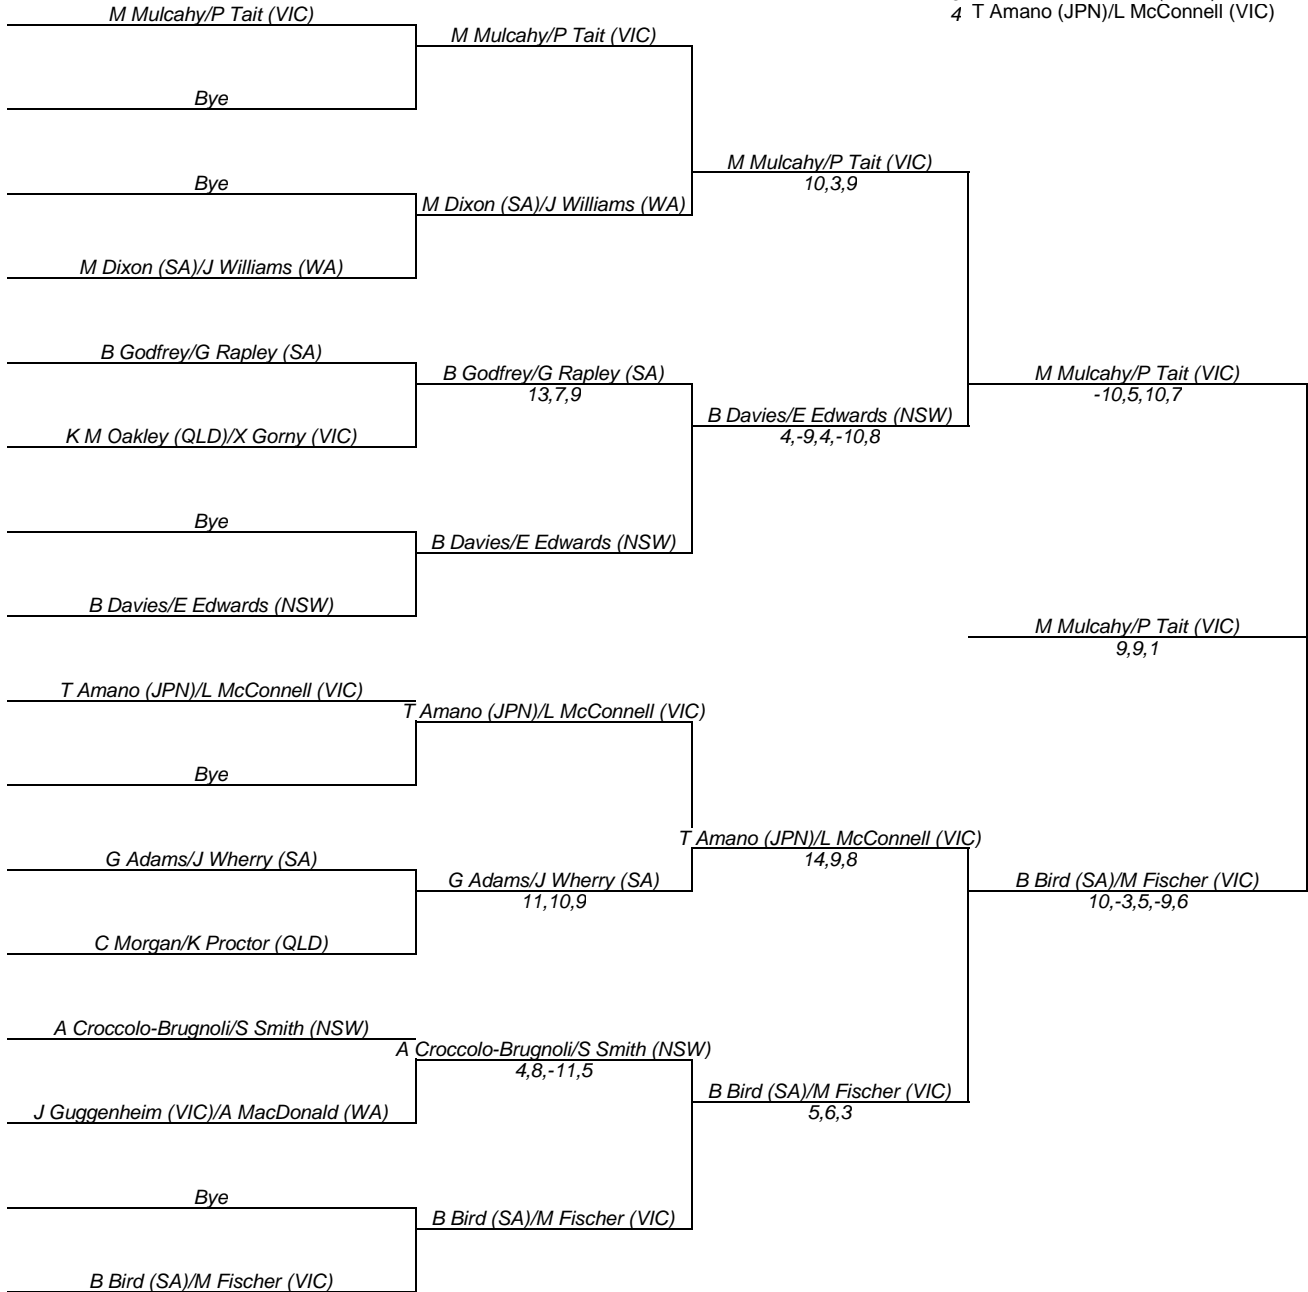 M Mulcahy/P Tait (VIC)
4 T Amano (JPN)/L McConnell (VIC)
M Mulcahy/P Tait (VIC)
Bye
M Mulcahy/P Tait (VIC)
10,3,9
Bye
M Dixon (SA)/J Williams (WA)
M Dixon (SA)/J Williams (WA)
B Godfrey/G Rapley (SA)
B Godfrey/G Rapley (SA)
13,7,9
M Mulcahy/P Tait (VIC)
-10,5,10,7
B Davies/E Edwards (NSW)
4,-9,4,-10,8
K M Oakley (QLD)/X Gorny (VIC)
Bye
B Davies/E Edwards (NSW)
B Davies/E Edwards (NSW)
M Mulcahy/P Tait (VIC)
9,9,1
T Amano (JPN)/L McConnell (VIC)
T Amano (JPN)/L McConnell (VIC)
Bye
T Amano (JPN)/L McConnell (VIC)
14,9,8
G Adams/J Wherry (SA)
G Adams/J Wherry (SA)
11,10,9
B Bird (SA)/M Fischer (VIC)
10,-3,5,-9,6
C Morgan/K Proctor (QLD)
A Croccolo-Brugnoli/S Smith (NSW)
A Croccolo-Brugnoli/S Smith (NSW)
4,8,-11,5
B Bird (SA)/M Fischer (VIC)
5,6,3
J Guggenheim (VIC)/A MacDonald (WA)
Bye
B Bird (SA)/M Fischer (VIC)
B Bird (SA)/M Fischer (VIC)